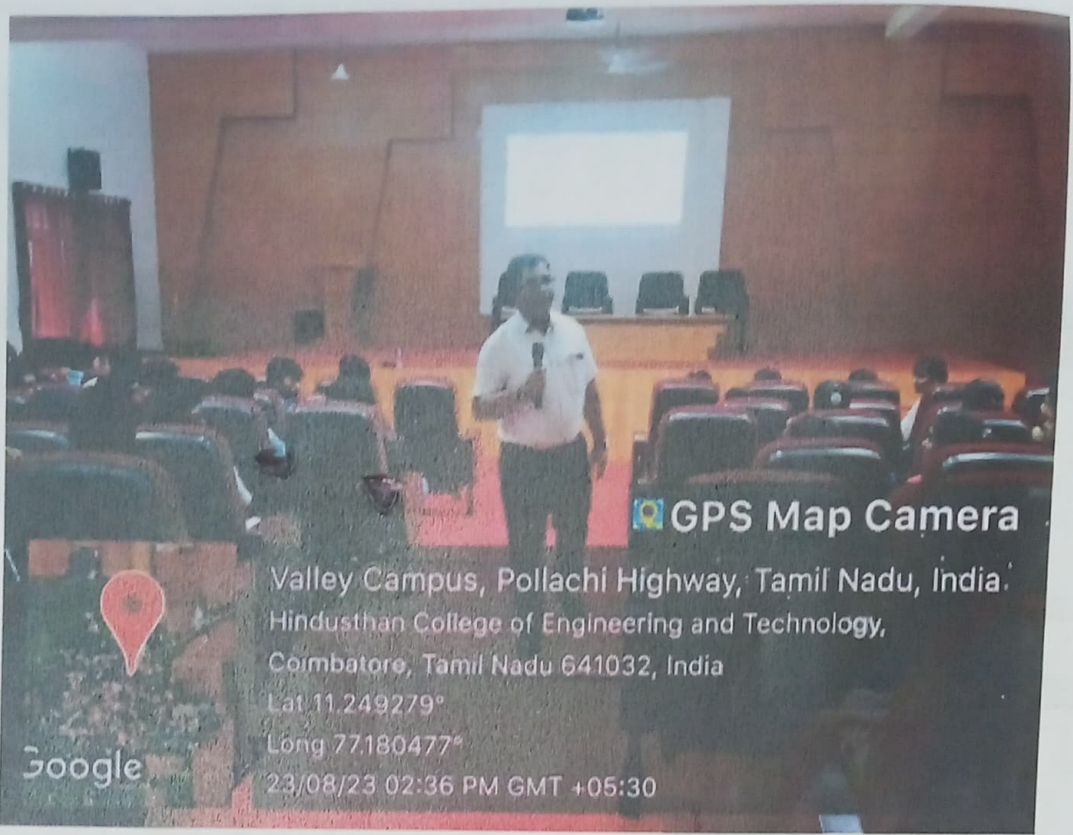 GPS Map Camera
Valley Campus, Pollachi Highway, Tamil Nadu, India.
Hindusthan College of Engineering and Technology,
Coimbatore, Tamil Nadu 641032, India
Lat 11.249279°
Long 77.180477°
23/08/23 02:36 PM GMT +05:30
Google